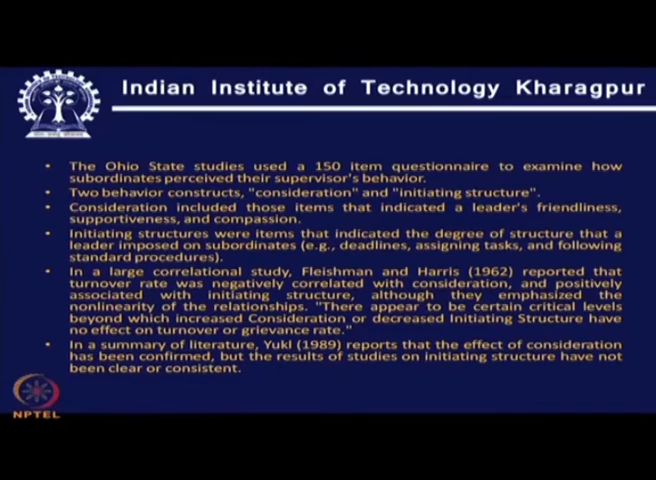 Indian Institute of Technology Kharagpur
• The Ohio State studies used a 150 item questionnaire to examine how
subordinates perceived their supervisor's behavior.
• Two behavior constructs, "consideration" and "initiating structure".
• Consideration included those items that indicated a leader's friendliness,
supportiveness, and compassion.
• Initiating structures were items that indicated the degree of structure that a
leader imposed on subordinates (e.g., deadlines, assigning tasks, and following
standard procedures).
• In a large correlational study, Fleishman and Harris (1962) reported that
turnover rate was negatively correlated with consideration, and positively
associated with initiating structure, although they emphasized the
nonlinearity of the relationships. "There appear to be certain critical levels
beyond which increased Consideration or decreased Initiating Structure have
no effect on turnover or grievance rate."
• In a summary of literature, Yukl (1989) reports that the effect of consideration
has been confirmed, but the results of studies on initiating structure have not
been clear or consistent.
NPTEL